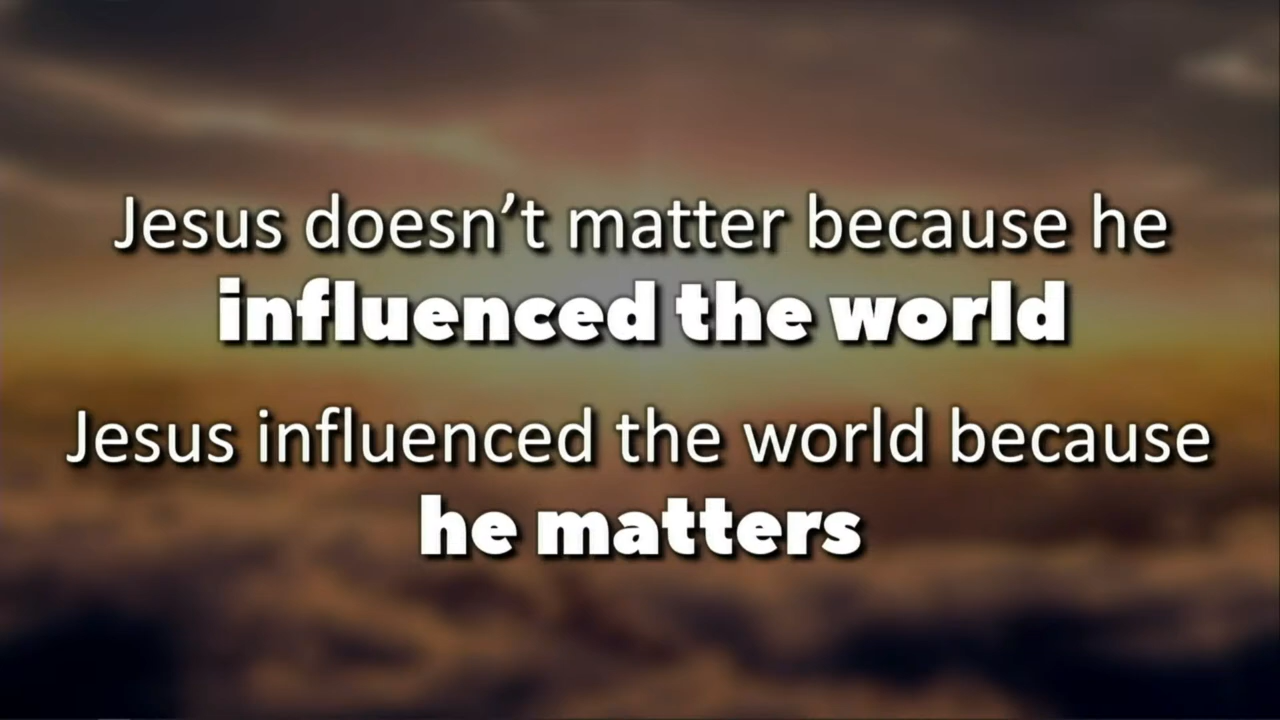 Jesus doesn’t matter because he
influenced the world
Jesus influenced the world because
he matters